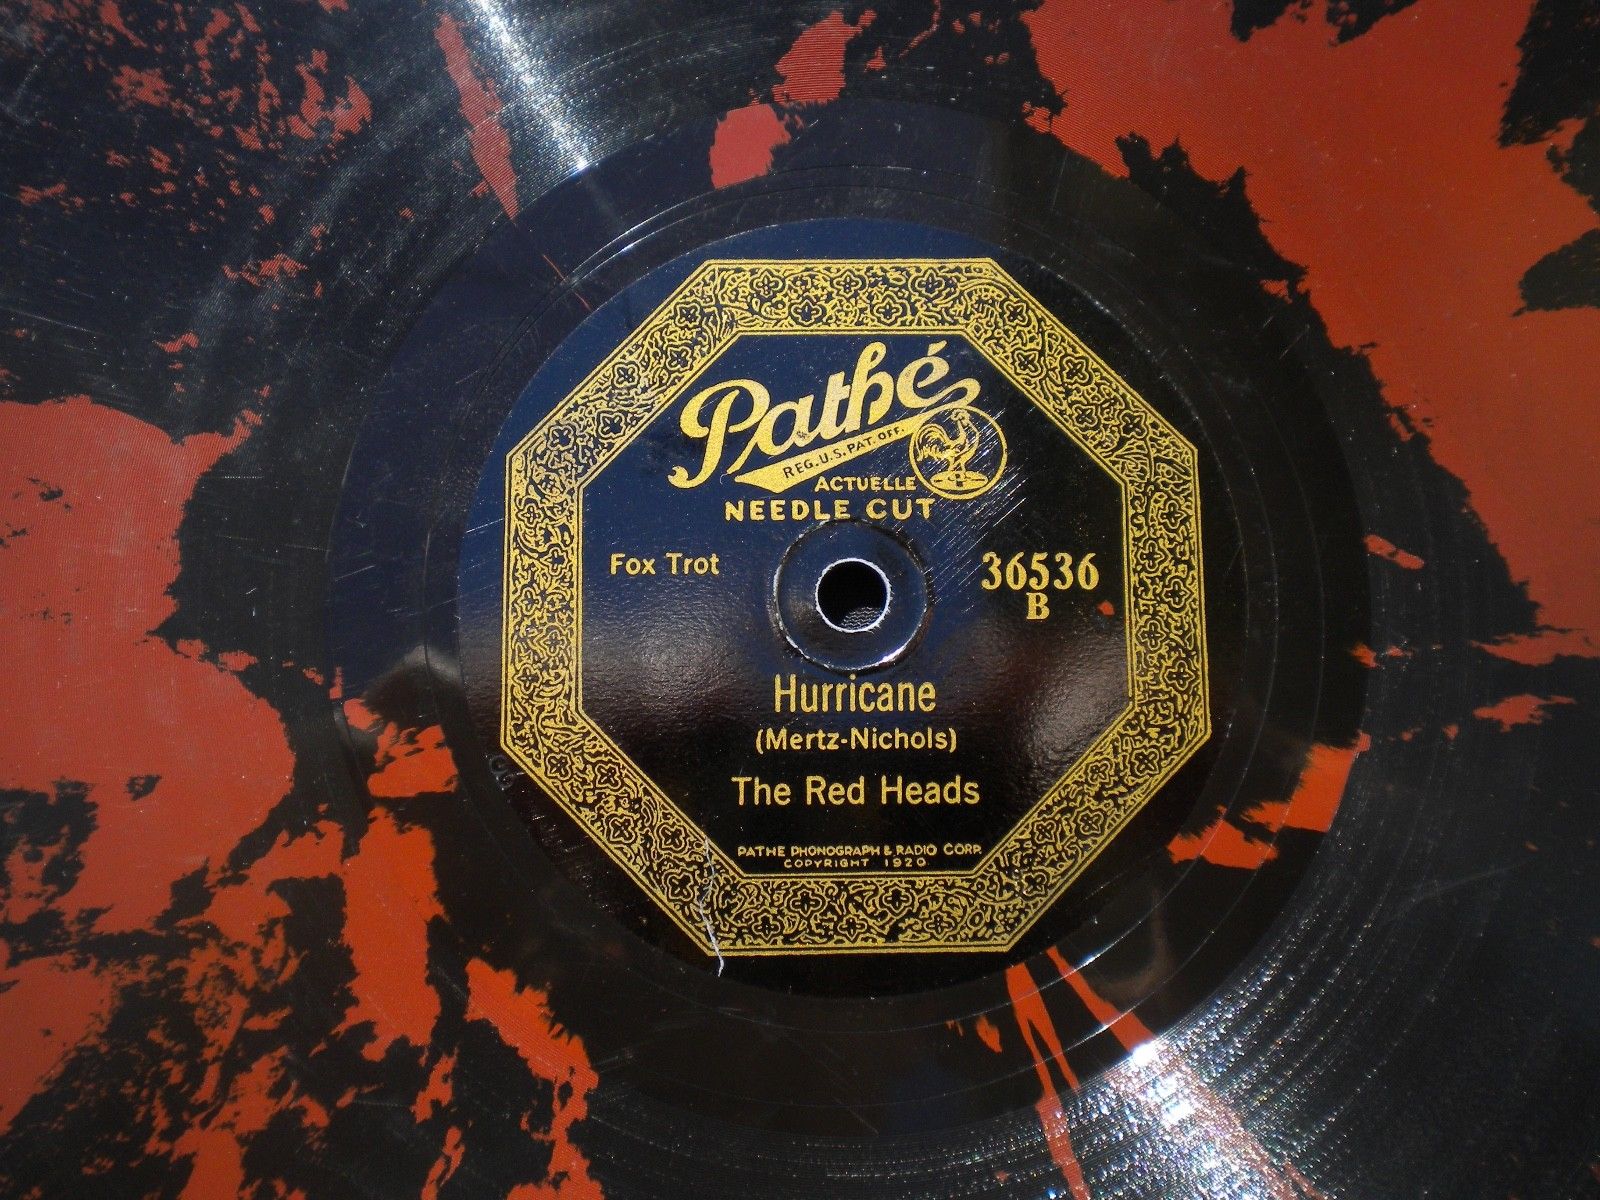 Pathé
REG. U.S. PAT. OFF.
ACTUELLE
NEEDLE CUT
Fox Trot
36536
B
Hurricane
(Mertz-Nichols)
The Red Heads
PATHE PHONOGRAPH & RADIO CORP.
COPYRIGHT 1920